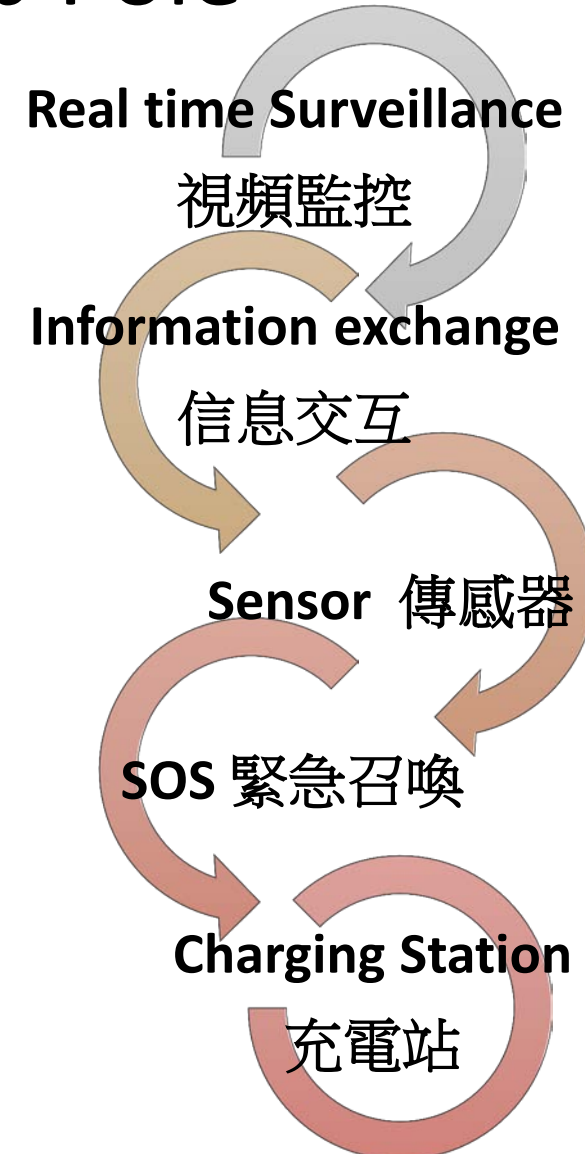 Real time Surveillance
視頻監控
Information exchange
信息交互
Sensor 傳感器
SOS 緊急召喚
Charging Station
充電站